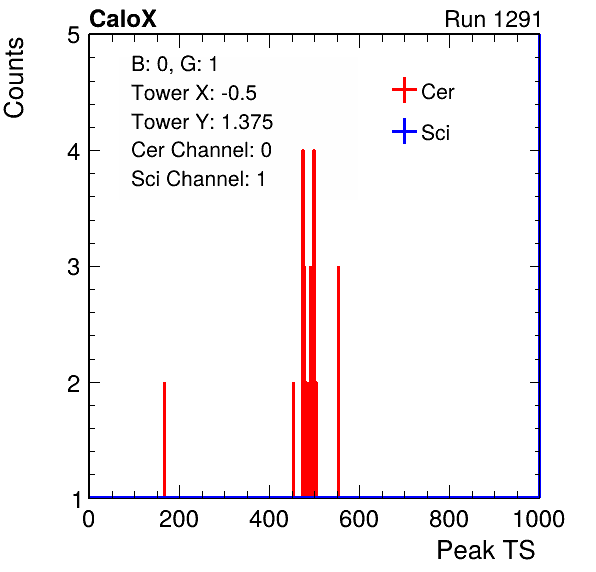 CaloX Run 1291
Counts
B: 0, G: 1
Tower X: -0.5
Tower Y: 1.375
Cer Channel: 0
Sci Channel: 1
Cer
Sci
5
4
3
2
1
0 200 400 600 800 1000
Peak TS